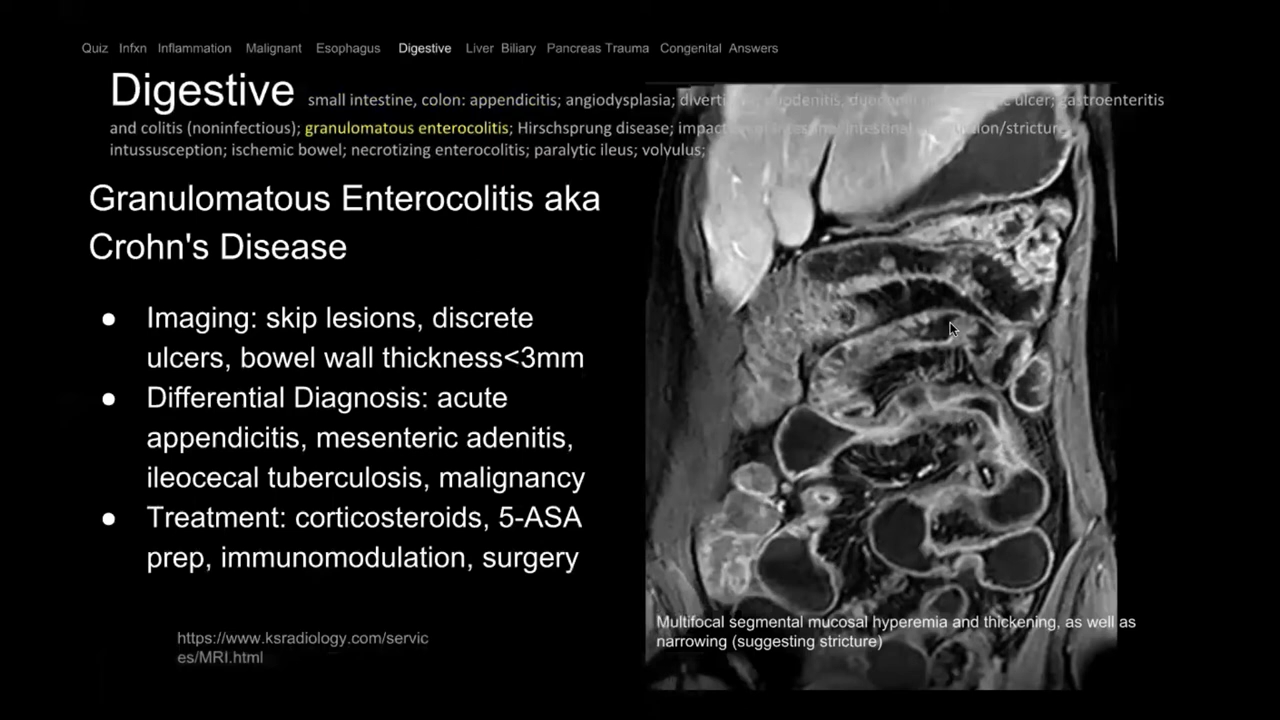 Quiz Infxn Inflammation Malignant Esophagus Digestive Liver Biliary Pancreas Trauma Congenital Answers
Digestive small intestine, colon: appendicitis; angiodysplasia; ulcer; gastroenteritis
and colitis (noninfectious); granulomatous enterocolitis; Hirschsprung disease;
intussusception; ischemic bowel; necrotizing enterocolitis; paralytic ileus; volvulus;
Granulomatous Enterocolitis aka
Crohn's Disease
● Imaging: skip lesions, discrete
ulcers, bowel wall thickness<3mm
● Differential Diagnosis: acute
appendicitis, mesenteric adenitis,
ileocecal tuberculosis, malignancy
● Treatment: corticosteroids, 5-ASA
prep, immunomodulation, surgery
https://www.ksradiology.com/servic
es/MRI.html
Multifocal segmental mucosal hyperemia and thickening, as well as
narrowing (suggesting stricture)